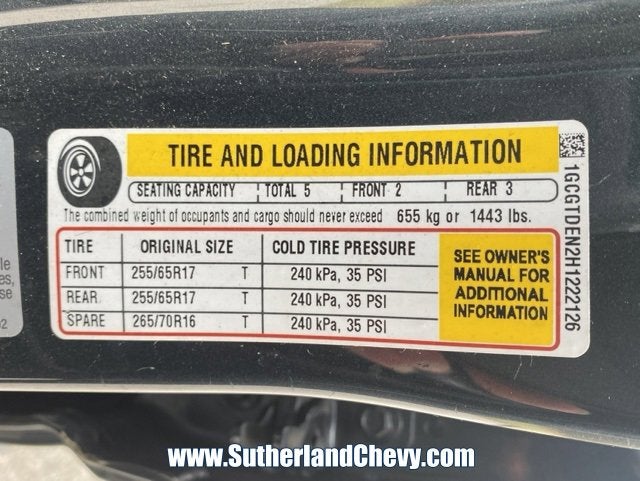 TIRE AND LOADING INFORMATION
SEATING CAPACITY TOTAL 5 FRONT 2 REAR 3
The combined weight of occupants and cargo should never exceed 655 kg or 1443 lbs.
TIRE ORIGINAL SIZE COLD TIRE PRESSURE
FRONT 255/65R17 T 240 kPa, 35 PSI
REAR 255/65R17 T 240 kPa, 35 PSI
SPARE 265/70R16 T 240 kPa, 35 PSI
SEE OWNER'S
MANUAL FOR
ADDITIONAL
INFORMATION
1GCGTDEN2H1222126
www.SutherlandChevy.com